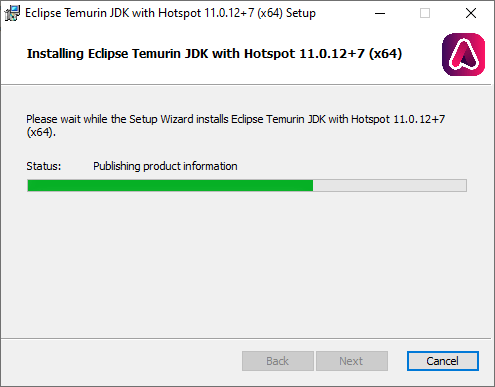 Eclipse Temurin JDK with Hotspot 11.0.12+7 (x64) Setup
Installing Eclipse Temurin JDK with Hotspot 11.0.12+7 (x64)
Please wait while the Setup Wizard installs Eclipse Temurin JDK with Hotspot 11.0.12+7
(x64).
Status: Publishing product information
Back Next Cancel